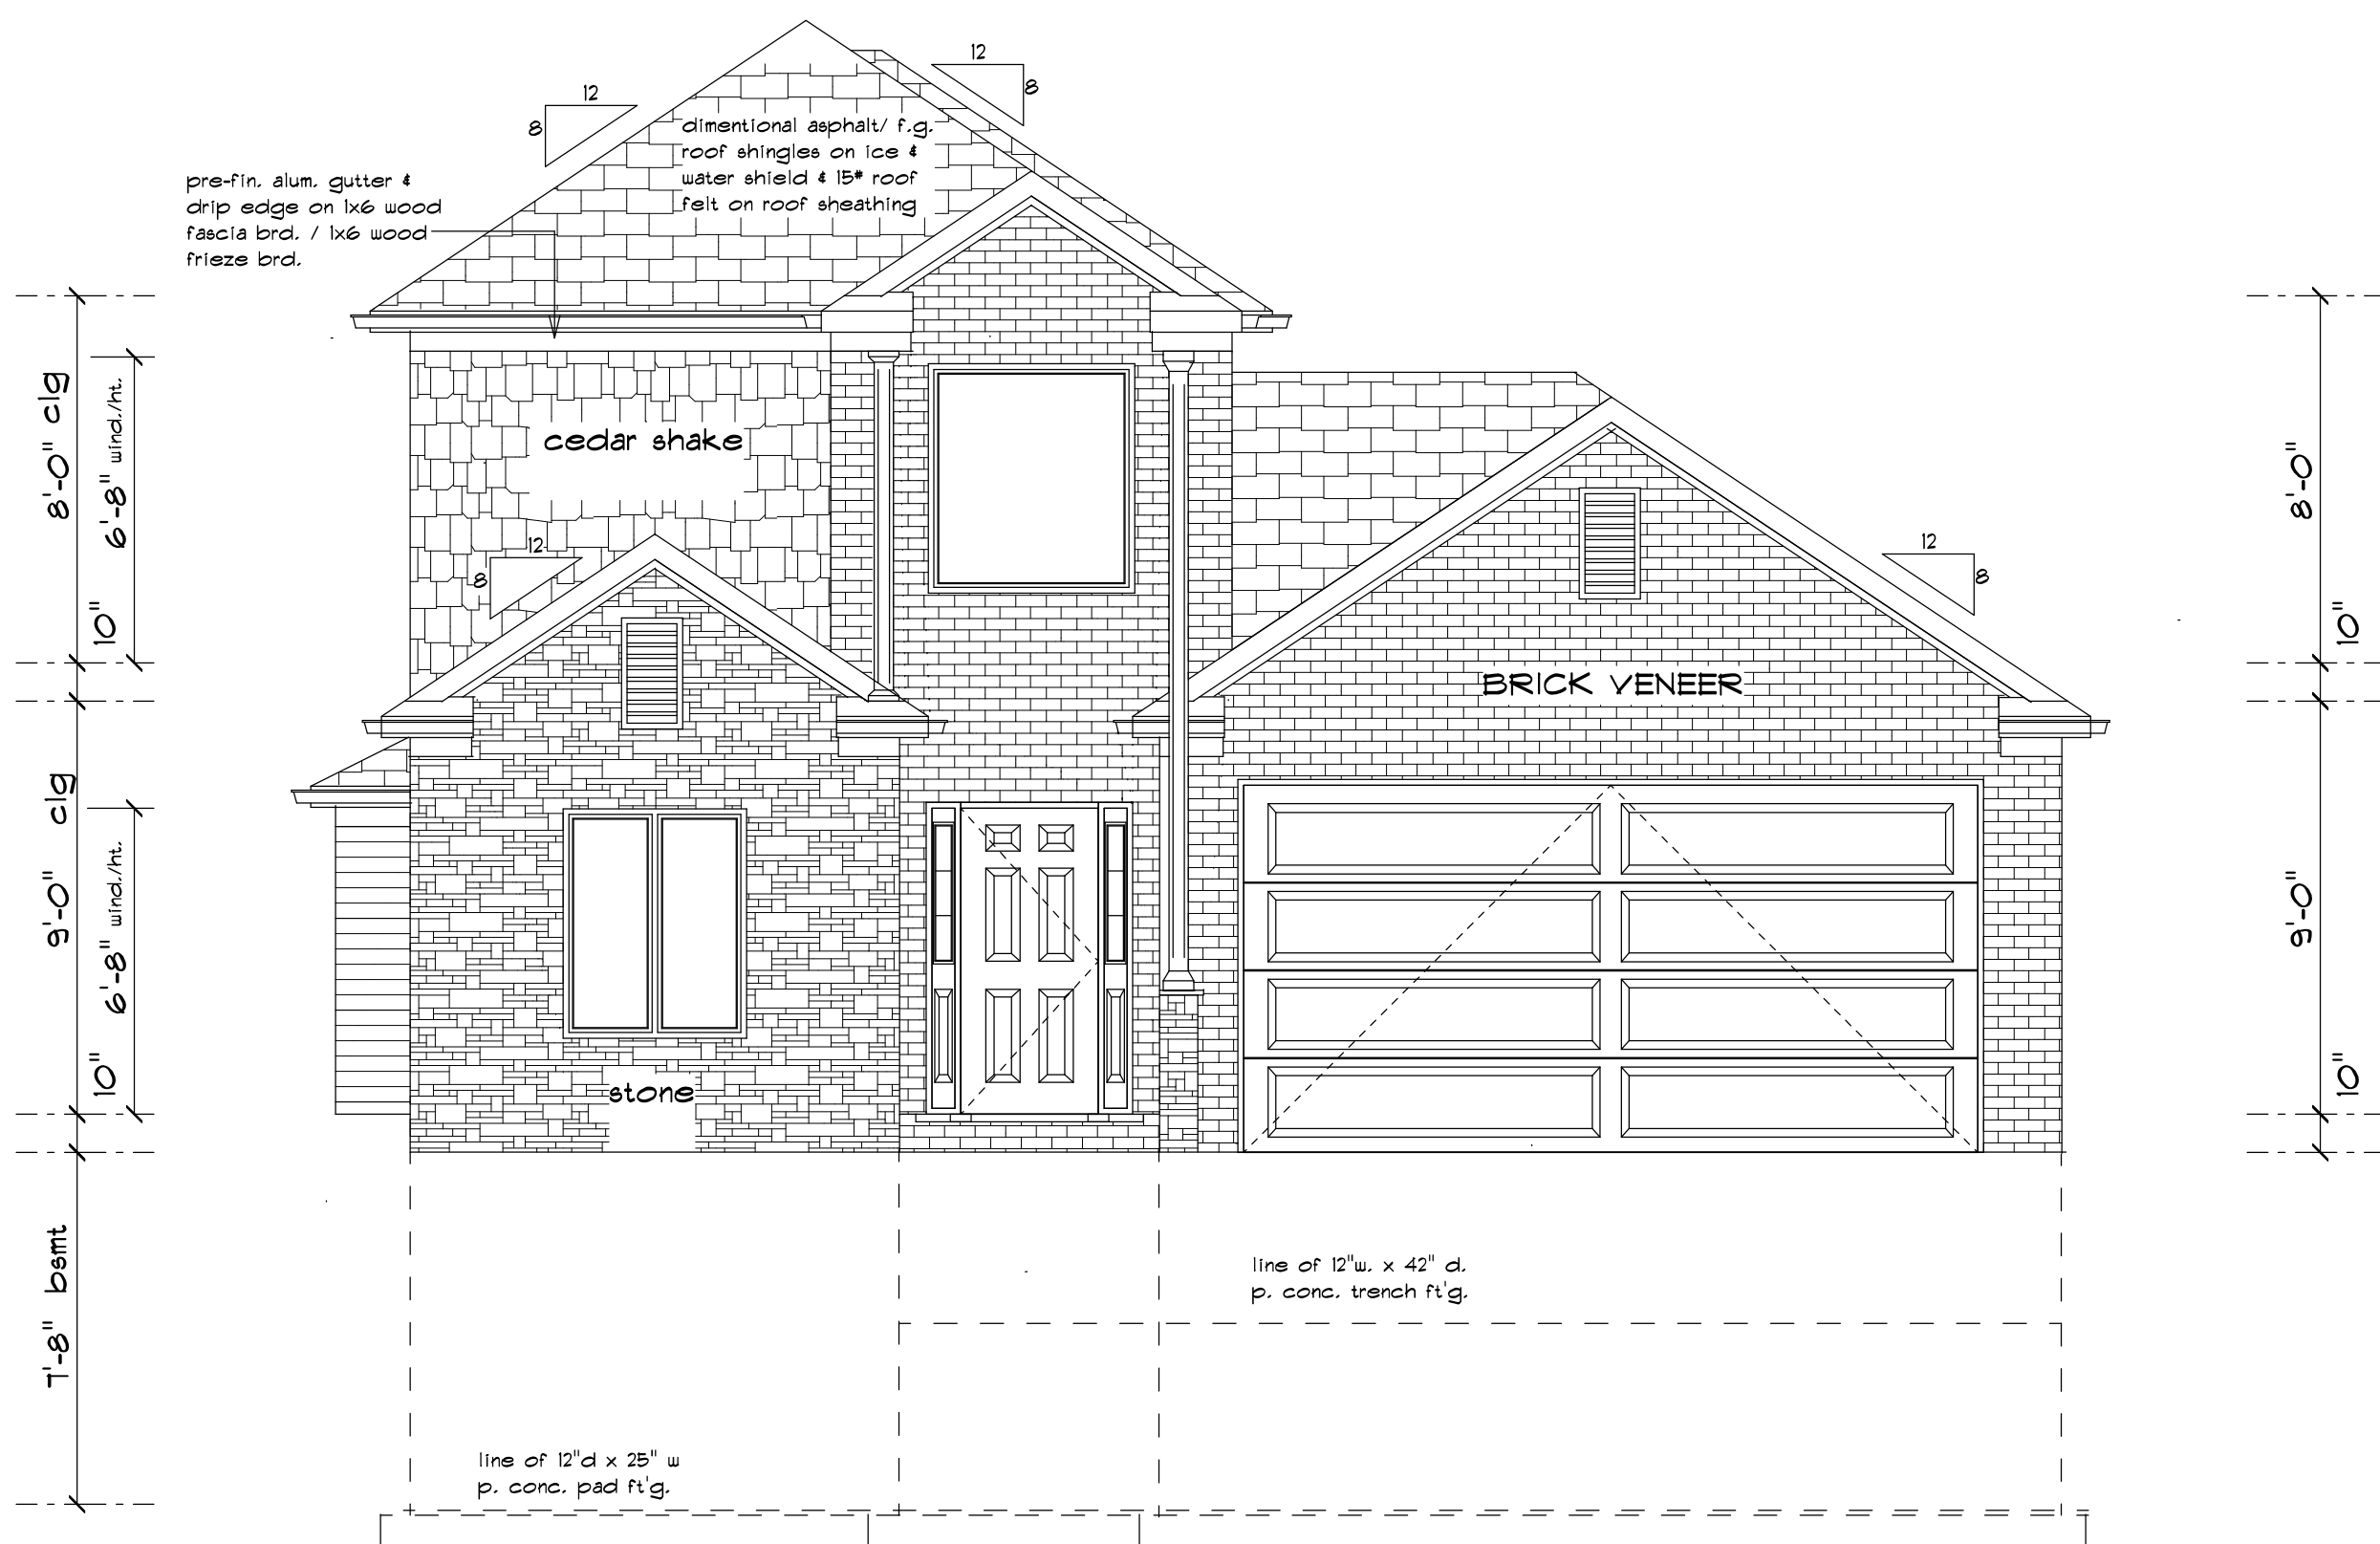 12
8
12
8
dimentional asphalt/ f.g.
roof shingles on ice &
water shield & 15# roof
felt on roof sheathing
pre-fin. alum. gutter &
drip edge on 1x6 wood
fascia brd. / 1x6 wood
frieze brd.
8'-0" clg
6'-8" wind./ht.
10"
cedar shake
12
8
8'-0"
10"
12
8
BRICK VENEER
9'-0" clg
6'-8" wind./ht.
10"
stone
9'-0"
10"
7'-8" bsmt
line of 12"w. x 42" d.
p. conc. trench ft'g.
line of 12"d x 25" w
p. conc. pad ft'g.